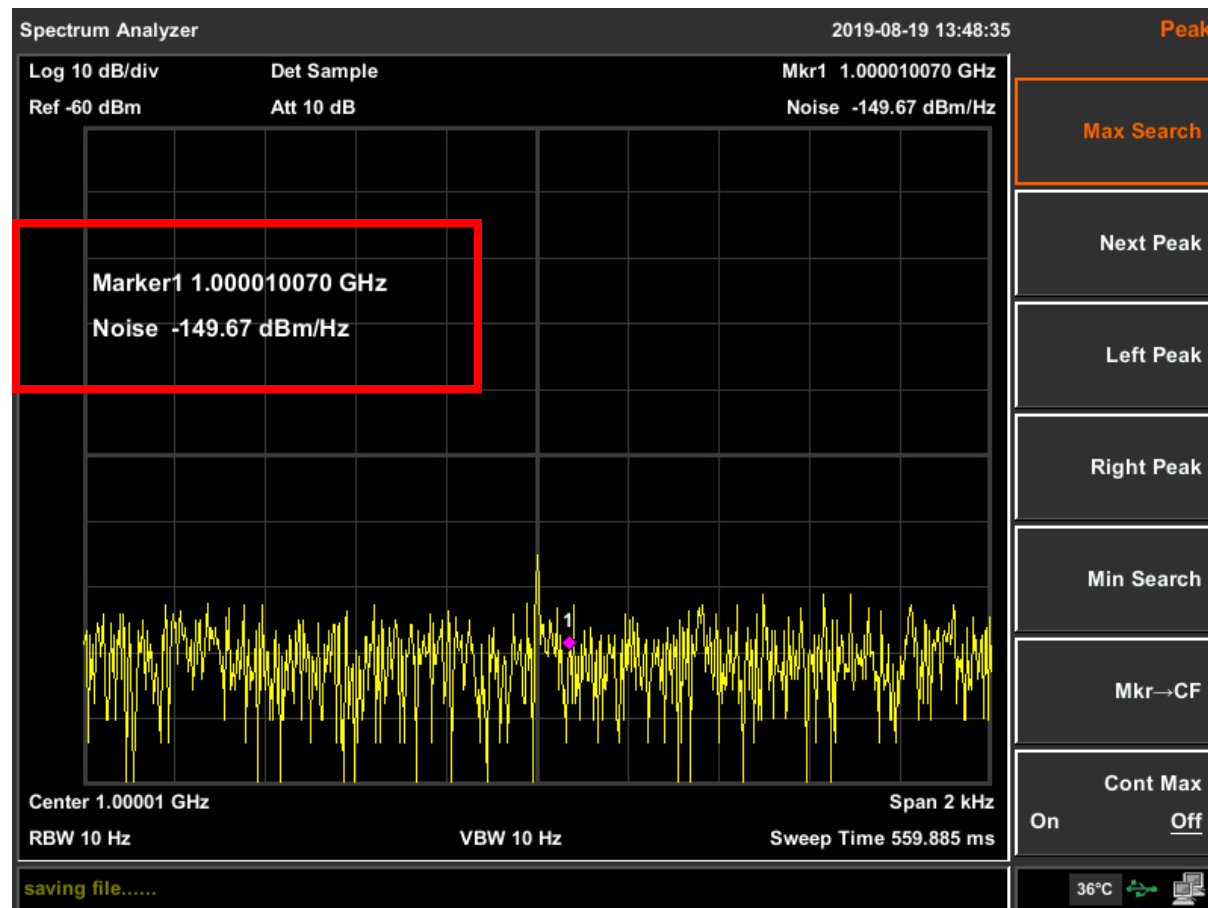 Spectrum Analyzer 2019-08-19 13:48:35 Peak
Log 10 dB/div Det Sample Mkr1 1.000010070 GHz
Ref -60 dBm Att 10 dB Noise -149.67 dBm/Hz
Max Search
Next Peak
Marker1 1.000010070 GHz
Noise -149.67 dBm/Hz
Left Peak
Right Peak
Min Search
1
Mkr→CF
Cont Max
On Off
Center 1.00001 GHz Span 2 kHz
RBW 10 Hz VBW 10 Hz Sweep Time 559.885 ms
saving file...... 36°C